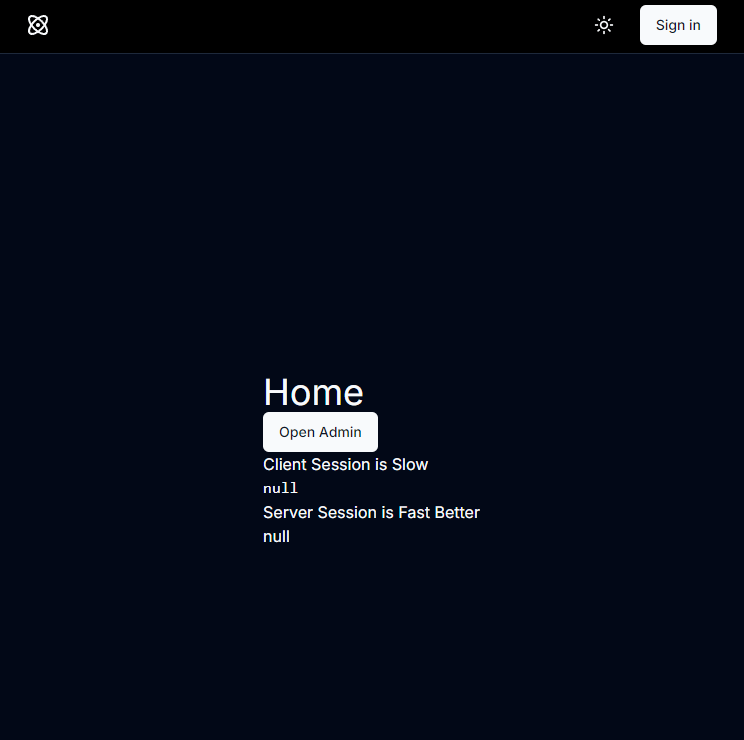 Sign in
Home
Open Admin
Client Session is Slow
null
Server Session is Fast Better
null